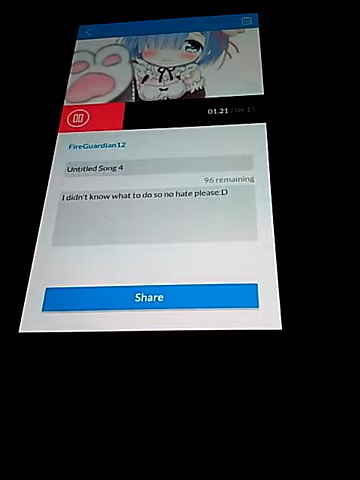 01.21 / 04.15
FireGuardian12
Untitled Song 4
96 remaining
I didn't know what to do so no hate please:D
Share